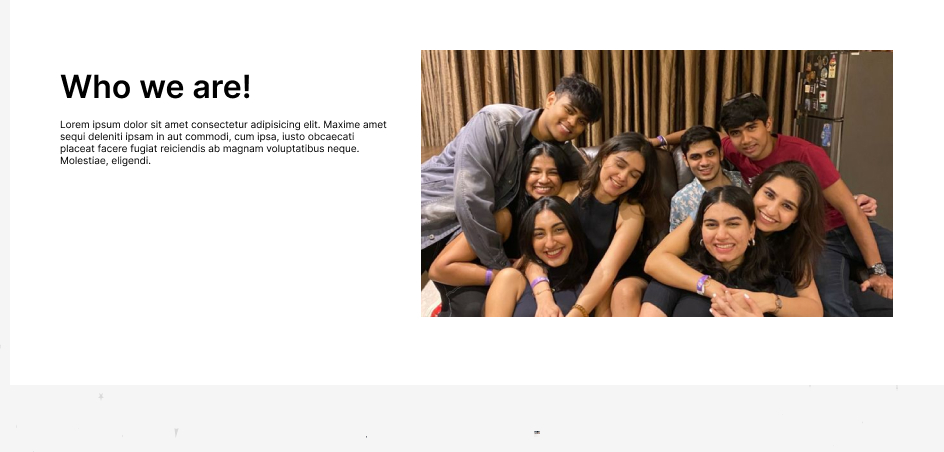 Who we are!
Lorem ipsum dolor sit amet consectetur adipisicing elit. Maxime amet
sequi deleniti ipsam in aut commodi, cum ipsa, iusto obcaecati
placeat facere fugiat reiciendis ab magnam voluptatibus neque.
Molestiae, eligendi.